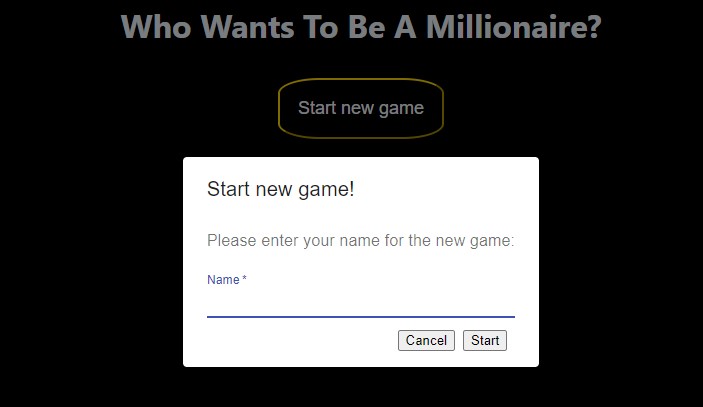 Who Wants To Be A Millionaire?
Start new game
Start new game!
Please enter your name for the new game:
Name *
Cancel Start